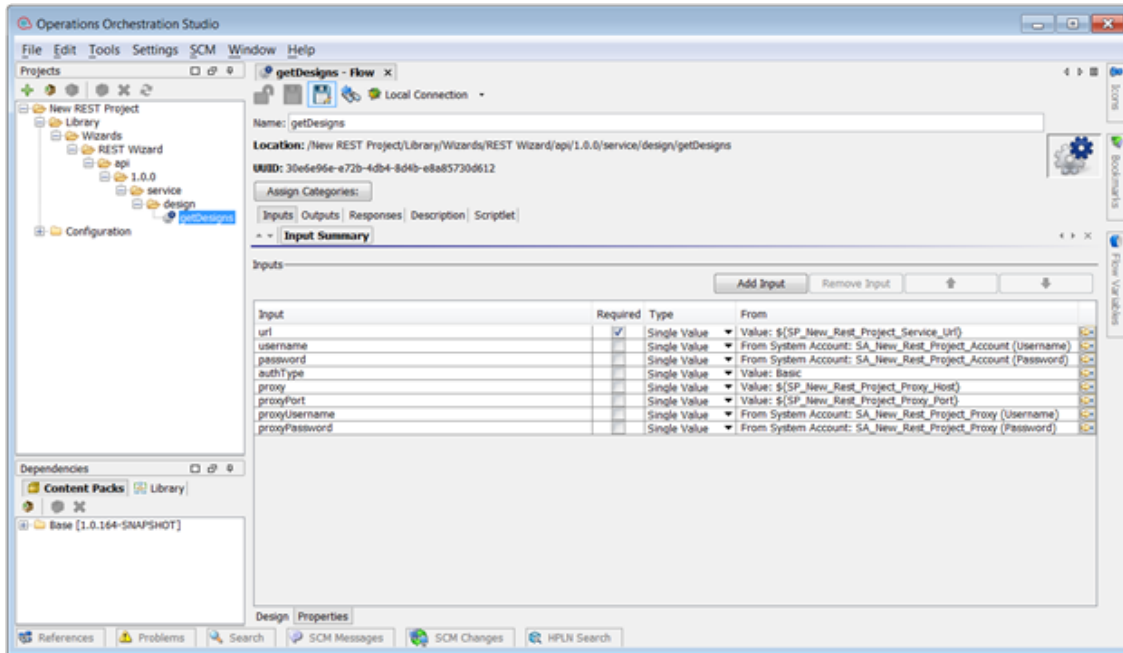 Operations Orchestration Studio
File Edit Tools Settings SCM Window Help
Projects
New REST Project
Library
Wizards
REST Wizard
api
1.0.0
service
design
getDesigns
Configuration
Dependencies
Content Packs Library
Base [1.0.164-SNAPSHOT]
getDesigns - Flow
Local Connection
Name: getDesigns
Location: /New REST Project/Library/Wizards/REST Wizard/api/1.0.0/service/design/getDesigns
UUID: 30e6e96e-e72b-4db4-8d4b-e8a85730d612
Assign Categories:
Inputs Outputs Responses Description Scriptlet
Input Summary
Inputs
Add Input Remove Input
Input Required Type From
url Single Value Value: ${SP_New_Rest_Project_Service_Url}
username Single Value From System Account: SA_New_Rest_Project_Account (Username)
password Single Value From System Account: SA_New_Rest_Project_Account (Password)
authType Single Value Value: Basic
proxy Single Value Value: ${SP_New_Rest_Project_Proxy_Host}
proxyPort Single Value Value: ${SP_New_Rest_Project_Proxy_Port}
proxyUsername Single Value From System Account: SA_New_Rest_Project_Proxy (Username)
proxyPassword Single Value From System Account: SA_New_Rest_Project_Proxy (Password)
Design Properties
Icons
Bookmarks
Flow Variables
References Problems Search SCM Messages SCM Changes HPLN Search